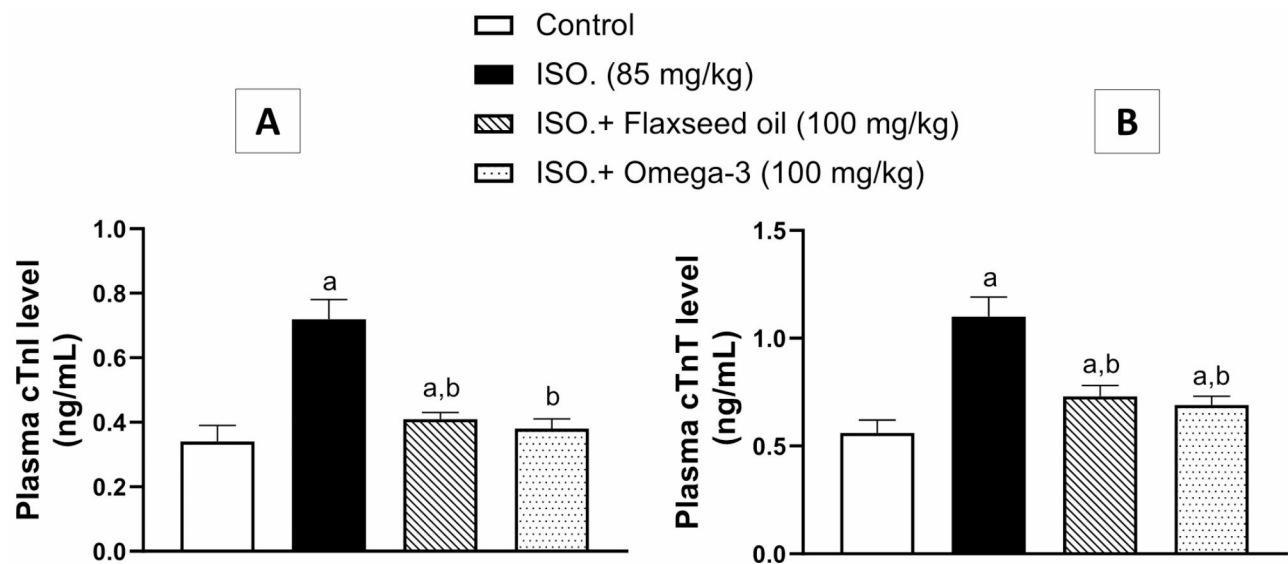 Control
ISO. (85 mg/kg)
ISO.+ Flaxseed oil (100 mg/kg)
ISO.+ Omega-3 (100 mg/kg)
A
B
Plasma cTnI level
(ng/mL)
1.0
0.8
0.6
0.4
0.2
0.0
a
a,b
b
Plasma cTnT level
(ng/mL)
1.5
1.0
0.5
0.0
a
a,b
a,b